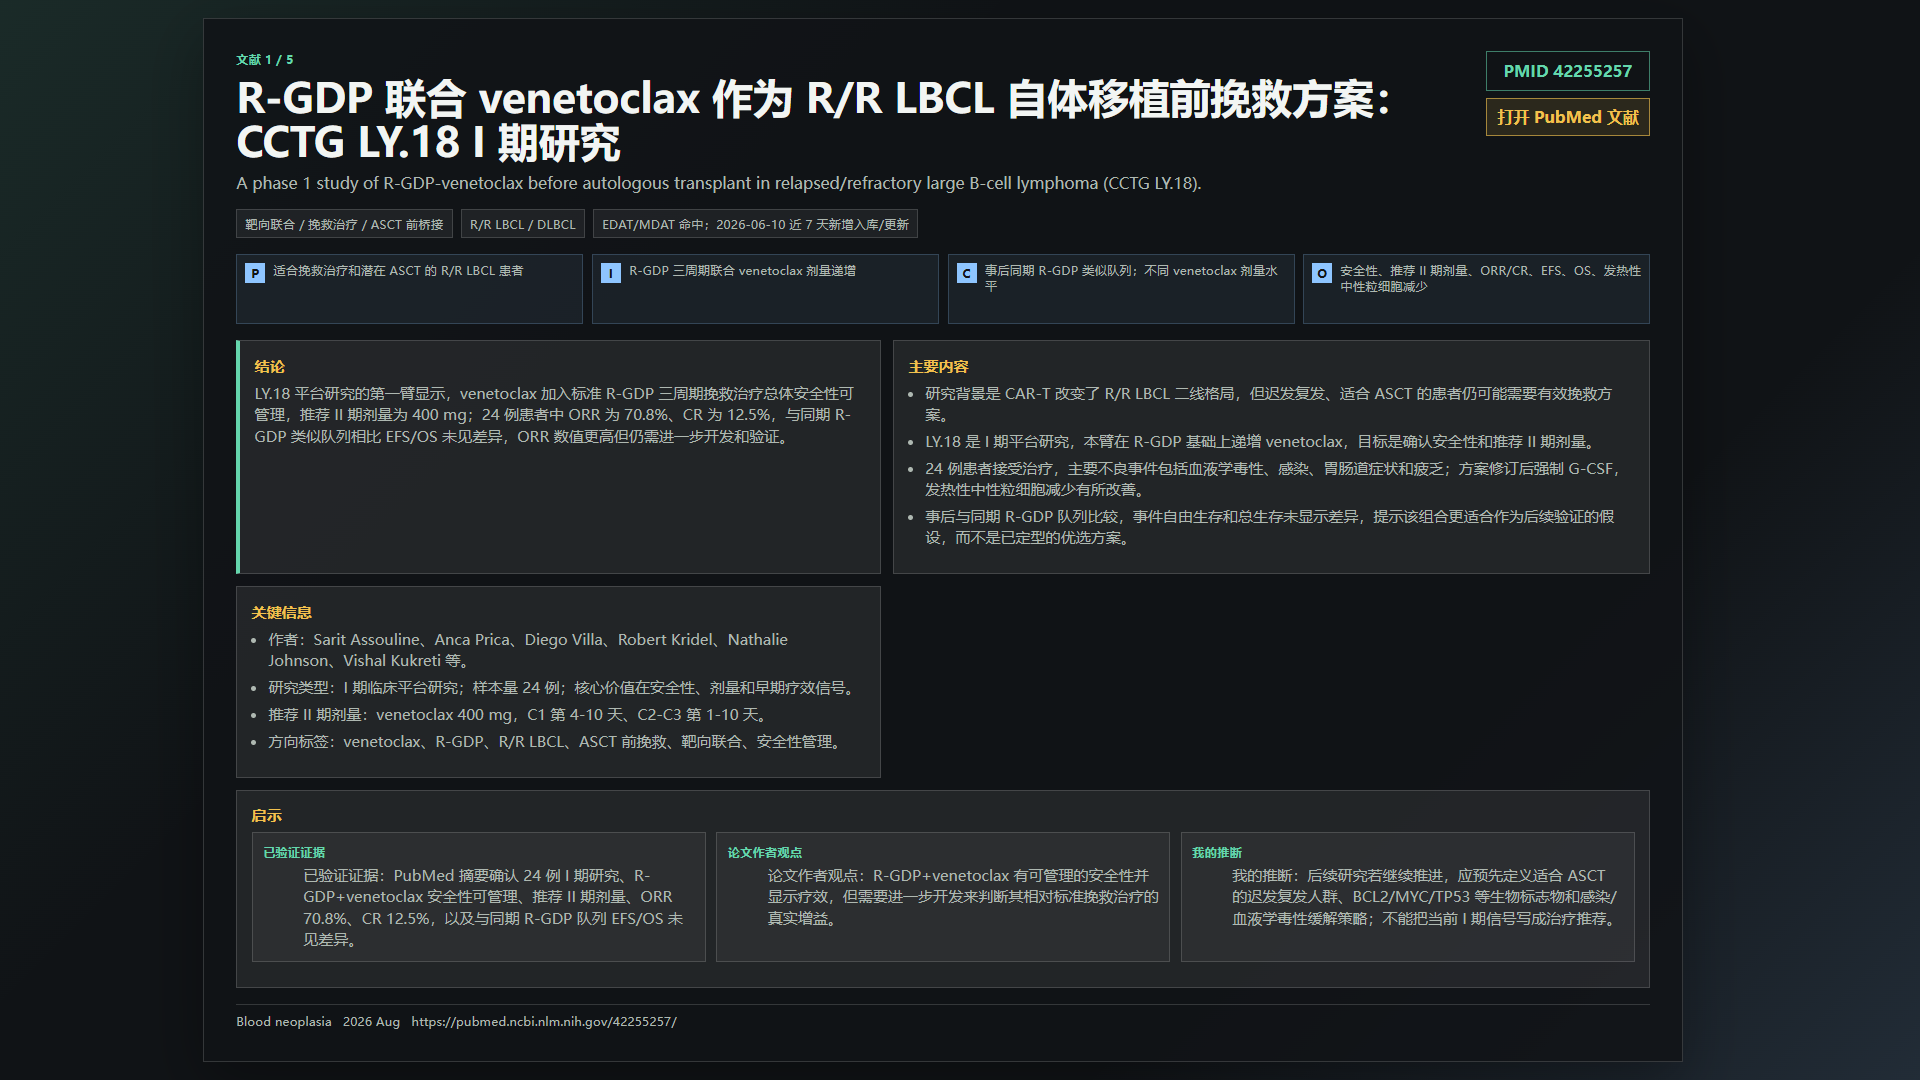 文献 1 / 5
R-GDP 联合 venetoclax 作为 R/R LBCL 自体移植前挽救方案：
CCTG LY.18 I 期研究
A phase 1 study of R-GDP-venetoclax before autologous transplant in relapsed/refractory large B-cell lymphoma (CCTG LY.18).
PMID 42255257
打开 PubMed 文献
靶向联合 / 挽救治疗 / ASCT 前桥接
R/R LBCL / DLBCL
EDAT/MDAT 命中；2026-06-10 近 7 天新增入库/更新
P 适合挽救治疗和潜在 ASCT 的 R/R LBCL 患者
I R-GDP 三周期联合 venetoclax 剂量递增
C 事后同期 R-GDP 类似队列；不同 venetoclax 剂量水
平
O 安全性、推荐 II 期剂量、ORR/CR、EFS、OS、发热性
中性粒细胞减少
结论
LY.18 平台研究的第一臂显示，venetoclax 加入标准 R-GDP 三周期挽救治疗总体安全性可
管理，推荐 II 期剂量为 400 mg；24 例患者中 ORR 为 70.8%、CR 为 12.5%，与同期 R-
GDP 类似队列相比 EFS/OS 未见差异，ORR 数值更高但仍需进一步开发和验证。
主要内容
• 研究背景是 CAR-T 改变了 R/R LBCL 二线格局，但迟发复发、适合 ASCT 的患者仍可能需要有效挽救方
案。
• LY.18 是 I 期平台研究，本臂在 R-GDP 基础上递增 venetoclax，目标是确认安全性和推荐 II 期剂量。
• 24 例患者接受治疗，主要不良事件包括血液学毒性、感染、胃肠道症状和疲乏；方案修订后强制 G-CSF，
发热性中性粒细胞减少有所改善。
• 事后与同期 R-GDP 队列比较，事件自由生存和总生存未显示差异，提示该组合更适合作为后续验证的假
设，而不是已定型的优选方案。
关键信息
• 作者：Sarit Assouline、Anca Prica、Diego Villa、Robert Kridel、Nathalie
Johnson、Vishal Kukreti 等。
• 研究类型：I 期临床平台研究；样本量 24 例；核心价值在安全性、剂量和早期疗效信号。
• 推荐 II 期剂量：venetoclax 400 mg，C1 第 4-10 天、C2-C3 第 1-10 天。
• 方向标签：venetoclax、R-GDP、R/R LBCL、ASCT 前挽救、靶向联合、安全性管理。
启示
已验证证据
已验证证据：PubMed 摘要确认 24 例 I 期研究、R-
GDP+venetoclax 安全性可管理、推荐 II 期剂量、ORR
70.8%、CR 12.5%，以及与同期 R-GDP 队列 EFS/OS 未
见差异。
论文作者观点
论文作者观点：R-GDP+venetoclax 有可管理的安全性并
显示疗效，但需要进一步开发来判断其相对标准挽救治疗的
真实增益。
我的推断
我的推断：后续研究若继续推进，应预先定义适合 ASCT
的迟发复发人群、BCL2/MYC/TP53 等生物标志物和感染/
血液学毒性缓解策略；不能把当前 I 期信号写成治疗推荐。
Blood neoplasia 2026 Aug https://pubmed.ncbi.nlm.nih.gov/42255257/